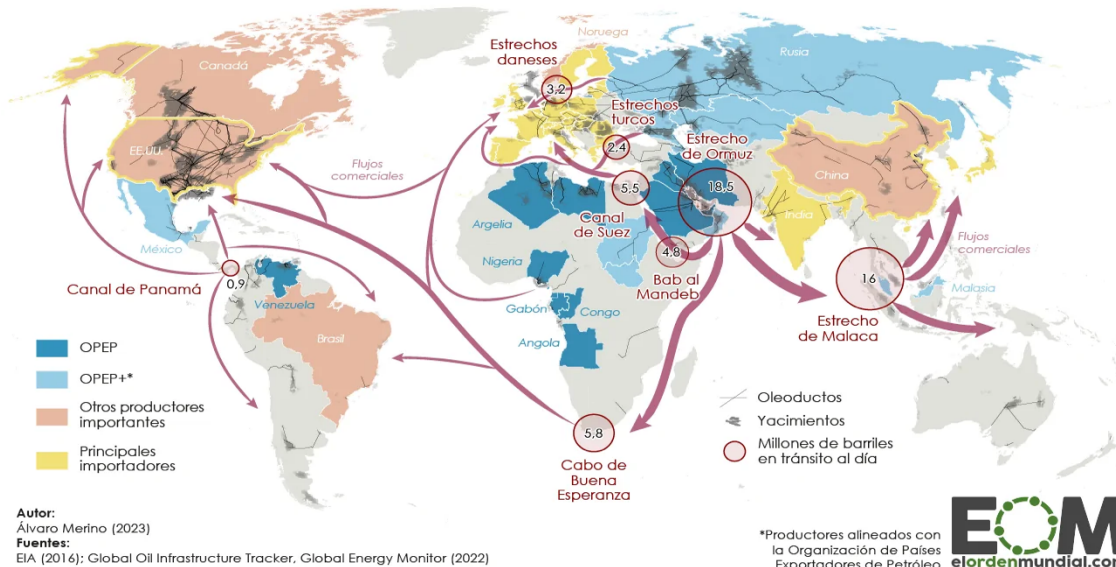 Noruega
Estrechos
daneses
3.2
Rusia
Canadá
Estrechos
turcos
2.4
Estrecho
de Ormuz
18,5
EE.UU.
China
Flujos
comerciales
5.5
Argelia
Canal
de Suez
India
México
4.8
Bab al
Mandeb
Flujos
comerciales
Nigeria
Canal de Panamá
0,9
Venezuela
16
Malasia
Gabón
Congo
Estrecho
de Malaca
Brasil
Angola
OPEP
OPEP+*
Otros productores
importantes
Principales
importadores
5,8
Cabo de
Buena
Esperanza
Oleoductos
Yacimientos
Millones de barriles
en tránsito al día
Autor:
Álvaro Merino (2023)
Fuentes:
EIA (2016); Global Oil Infrastructure Tracker, Global Energy Monitor (2022)
*Productores alineados con
la Organización de Países
Exportadores de Petróleo
EOM
elordenmundial.com